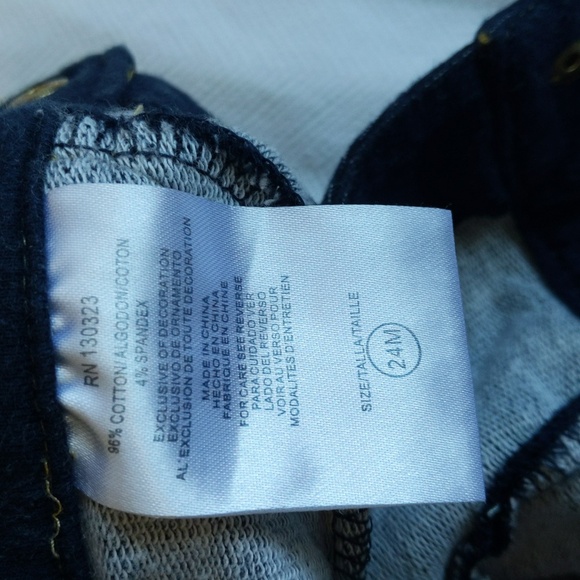 RN 130323
96% COTTON/ALGODON/COTON
4% SPANDEX
EXCLUSIVE OF DECORATION
EXCLUSIVO DE ORNAMENTO
AL'EXCLUSION DE TOUTE DECORATION
MADE IN CHINA
HECHO EN CHINA
FABRIQUE EN CHINE
FOR CARE SEE REVERSE
PARA CUIDADO VER
LADO DEL REVERSO
VOIR AU VERSO POUR
MODALITES D'ENTRETIEN
SIZE/TALLA/TAILLE
24M